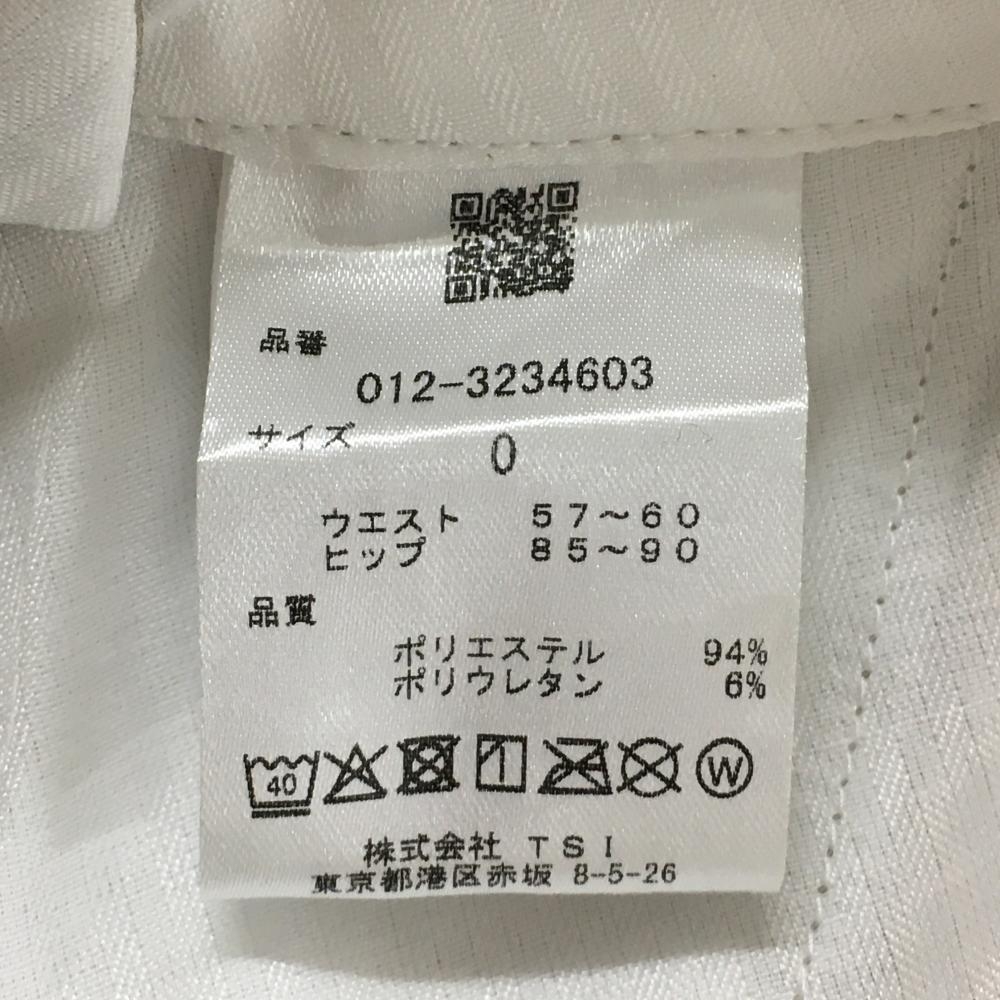 品番
012-3234603
サイズ 0
ウエスト 57~60
ヒップ 85~90
品質
ポリエステル 94%
ポリウレタン 6%
40 W
株式会社 TSI
東京都港区赤坂 8-5-26